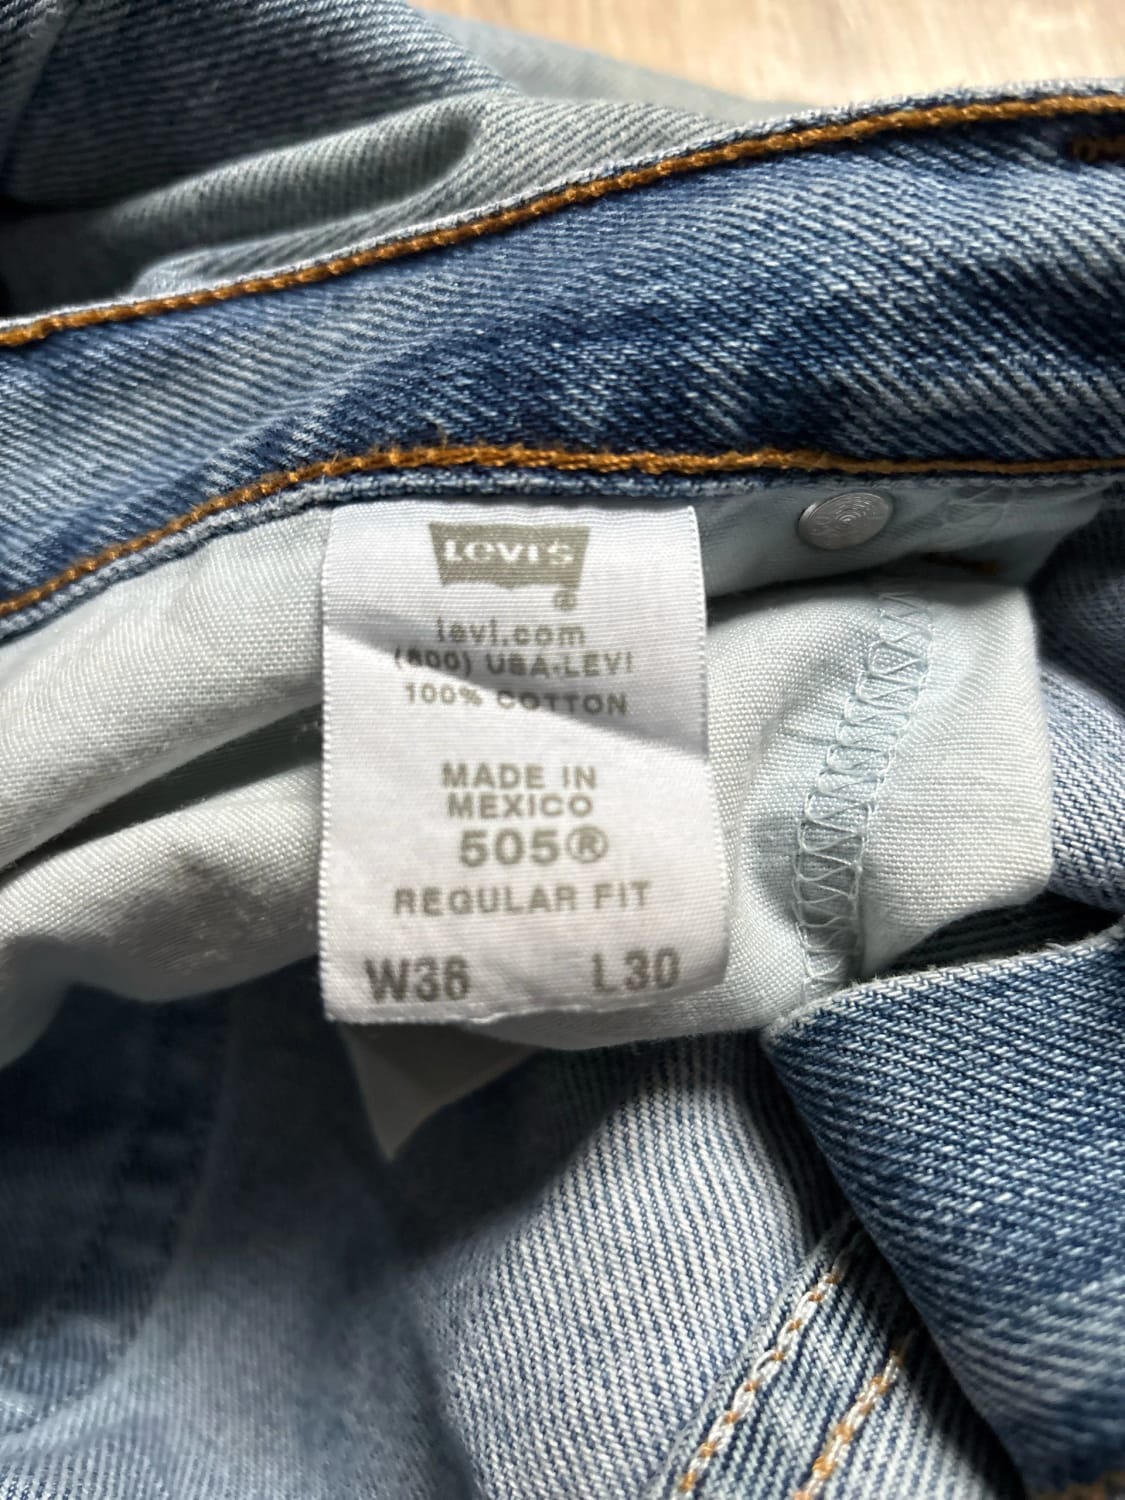 Levi's
®
levi.com
(800) USA-LEVI
100% COTTON
MADE IN
MEXICO
505®
REGULAR FIT
W36 L30